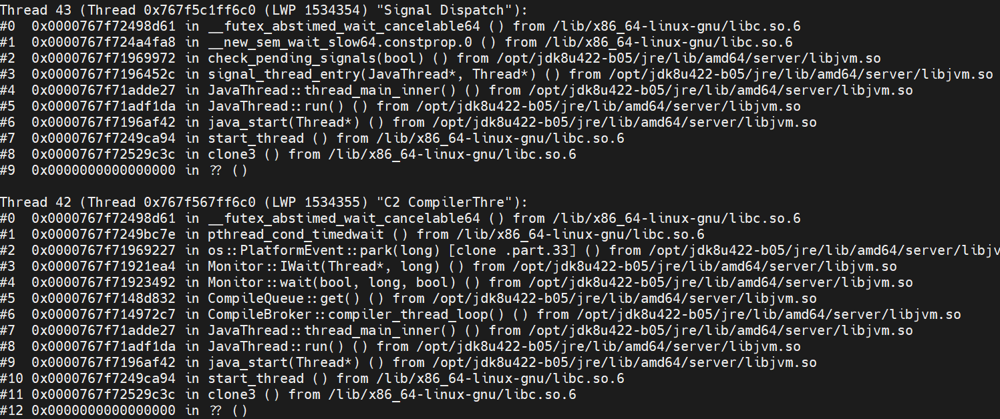 Thread 43 (Thread 0x767f5c1ff6c0 (LWP 1534354) "Signal Dispatch"):
#0  0x0000767f72498d61 in __futex_abstimed_wait_cancelable64 () from /lib/x86_64-linux-gnu/libc.so.6
#1  0x0000767f724a4fa8 in __new_sem_wait_slow64.constprop.0 () from /lib/x86_64-linux-gnu/libc.so.6
#2  0x0000767f71969972 in check_pending_signals(bool) () from /opt/jdk8u422-b05/jre/lib/amd64/server/libjvm.so
#3  0x0000767f7196452c in signal_thread_entry(JavaThread*, Thread*) () from /opt/jdk8u422-b05/jre/lib/amd64/server/libjvm.so
#4  0x0000767f71adde27 in JavaThread::thread_main_inner() () from /opt/jdk8u422-b05/jre/lib/amd64/server/libjvm.so
#5  0x0000767f71adf1da in JavaThread::run() () from /opt/jdk8u422-b05/jre/lib/amd64/server/libjvm.so
#6  0x0000767f7196af42 in java_start(Thread*) () from /opt/jdk8u422-b05/jre/lib/amd64/server/libjvm.so
#7  0x0000767f7249ca94 in start_thread () from /lib/x86_64-linux-gnu/libc.so.6
#8  0x0000767f72529c3c in clone3 () from /lib/x86_64-linux-gnu/libc.so.6
#9  0x0000000000000000 in ?? ()
Thread 42 (Thread 0x767f567ff6c0 (LWP 1534355) "C2 CompilerThre"):
#0  0x0000767f72498d61 in __futex_abstimed_wait_cancelable64 () from /lib/x86_64-linux-gnu/libc.so.6
#1  0x0000767f7249bc7e in pthread_cond_timedwait () from /lib/x86_64-linux-gnu/libc.so.6
#2  0x0000767f71969227 in os::PlatformEvent::park(long) [clone .part.33] () from /opt/jdk8u422-b05/jre/lib/amd64/server/libjv
#3  0x0000767f71921ea4 in Monitor::IWait(Thread*, long) () from /opt/jdk8u422-b05/jre/lib/amd64/server/libjvm.so
#4  0x0000767f71923492 in Monitor::wait(bool, long, bool) () from /opt/jdk8u422-b05/jre/lib/amd64/server/libjvm.so
#5  0x0000767f7148d832 in CompileQueue::get() () from /opt/jdk8u422-b05/jre/lib/amd64/server/libjvm.so
#6  0x0000767f714972c7 in CompileBroker::compiler_thread_loop() () from /opt/jdk8u422-b05/jre/lib/amd64/server/libjvm.so
#7  0x0000767f71adde27 in JavaThread::thread_main_inner() () from /opt/jdk8u422-b05/jre/lib/amd64/server/libjvm.so
#8  0x0000767f71adf1da in JavaThread::run() () from /opt/jdk8u422-b05/jre/lib/amd64/server/libjvm.so
#9  0x0000767f7196af42 in java_start(Thread*) () from /opt/jdk8u422-b05/jre/lib/amd64/server/libjvm.so
#10 0x0000767f7249ca94 in start_thread () from /lib/x86_64-linux-gnu/libc.so.6
#11 0x0000767f72529c3c in clone3 () from /lib/x86_64-linux-gnu/libc.so.6
#12 0x0000000000000000 in ?? ()